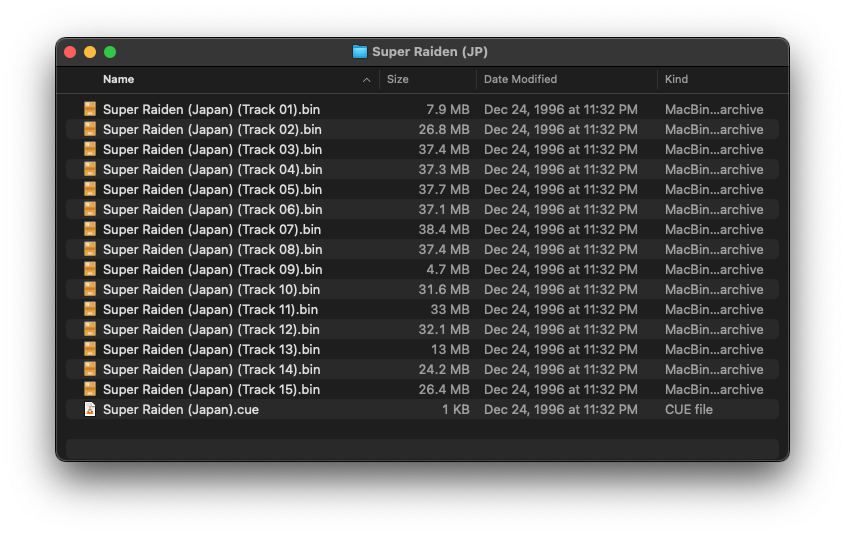 Super Raiden (JP)
Name Size Date Modified Kind
Super Raiden (Japan) (Track 01).bin 7.9 MB Dec 24, 1996 at 11:32 PM MacBin...archive
Super Raiden (Japan) (Track 02).bin 26.8 MB Dec 24, 1996 at 11:32 PM MacBin...archive
Super Raiden (Japan) (Track 03).bin 37.4 MB Dec 24, 1996 at 11:32 PM MacBin...archive
Super Raiden (Japan) (Track 04).bin 37.3 MB Dec 24, 1996 at 11:32 PM MacBin...archive
Super Raiden (Japan) (Track 05).bin 37.7 MB Dec 24, 1996 at 11:32 PM MacBin...archive
Super Raiden (Japan) (Track 06).bin 37.1 MB Dec 24, 1996 at 11:32 PM MacBin...archive
Super Raiden (Japan) (Track 07).bin 38.4 MB Dec 24, 1996 at 11:32 PM MacBin...archive
Super Raiden (Japan) (Track 08).bin 37.4 MB Dec 24, 1996 at 11:32 PM MacBin...archive
Super Raiden (Japan) (Track 09).bin 4.7 MB Dec 24, 1996 at 11:32 PM MacBin...archive
Super Raiden (Japan) (Track 10).bin 31.6 MB Dec 24, 1996 at 11:32 PM MacBin...archive
Super Raiden (Japan) (Track 11).bin 33 MB Dec 24, 1996 at 11:32 PM MacBin...archive
Super Raiden (Japan) (Track 12).bin 32.1 MB Dec 24, 1996 at 11:32 PM MacBin...archive
Super Raiden (Japan) (Track 13).bin 13 MB Dec 24, 1996 at 11:32 PM MacBin...archive
Super Raiden (Japan) (Track 14).bin 24.2 MB Dec 24, 1996 at 11:32 PM MacBin...archive
Super Raiden (Japan) (Track 15).bin 26.4 MB Dec 24, 1996 at 11:32 PM MacBin...archive
Super Raiden (Japan).cue 1 KB Dec 24, 1996 at 11:32 PM CUE file